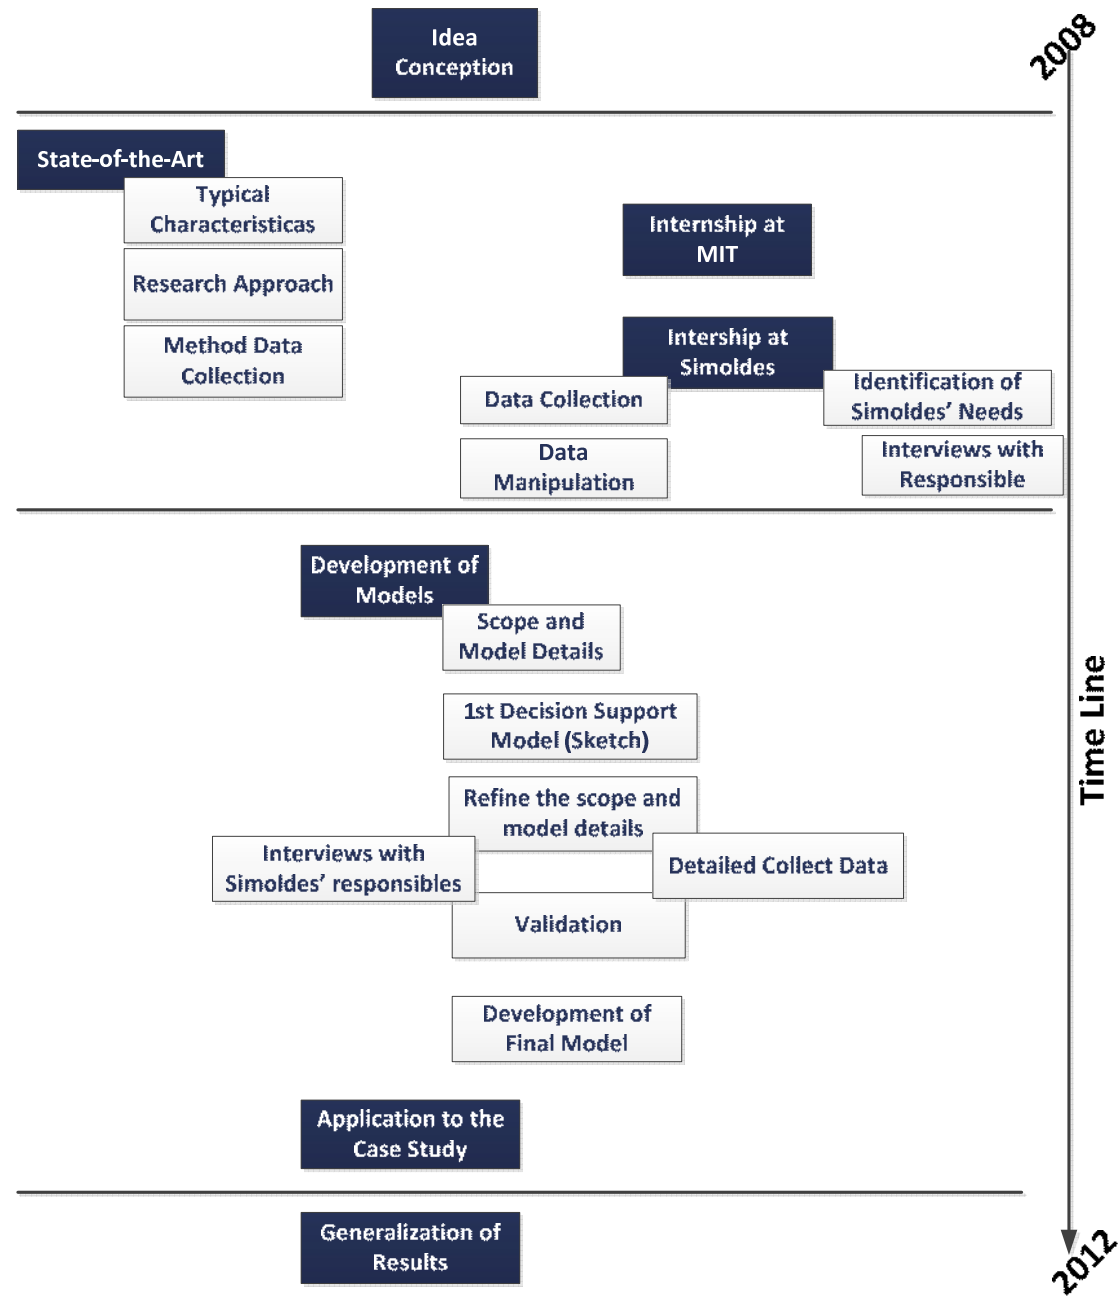 Idea
Conception
2008
State-of-the-Art
Typical
Characteristicas
Research Approach
Method Data
Collection
Internship at
MIT
Intership at
Simoldes
Data Collection
Data
Manipulation
Identification of
Simoldes’ Needs
Interviews with
Responsible
Development of
Models
Scope and
Model Details
1st Decision Support
Model (Sketch)
Refine the scope and
model details
Interviews with
Simoldes’ responsibles
Detailed Collect Data
Validation
Development of
Final Model
Application to the
Case Study
Generalization of
Results
Time Line
2012